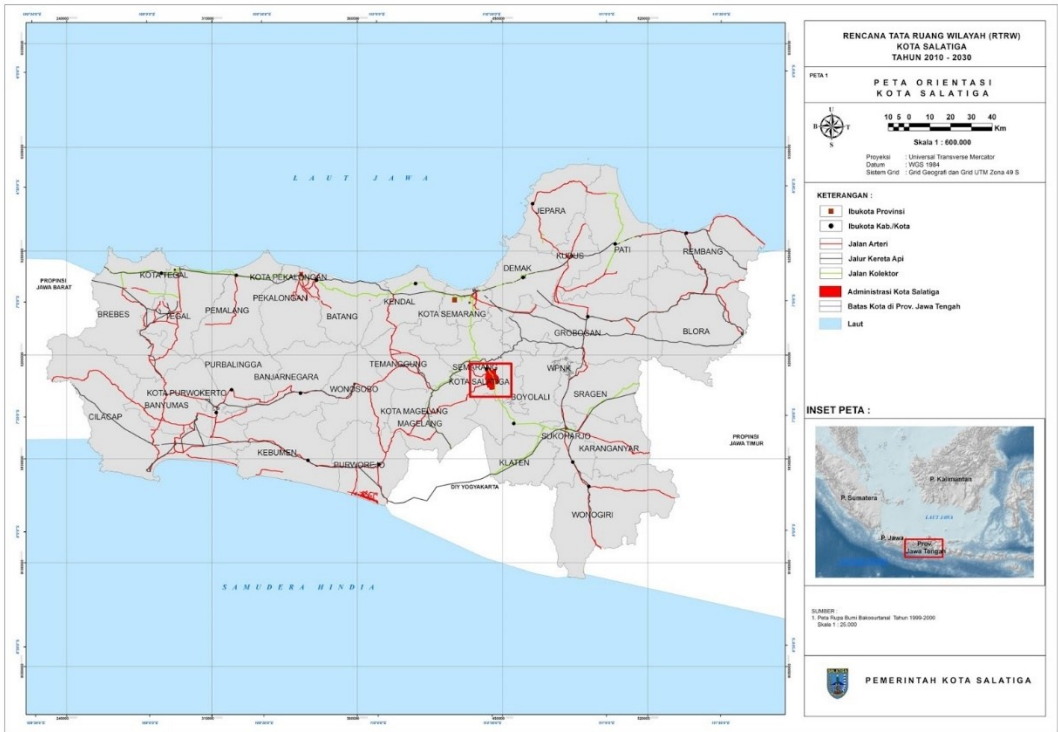 RENCANA TATA RUANG WILAYAH (RTRW)
KOTA SALATIGA
TAHUN 2010 - 2030
PETA 1
PETA ORIENTASI
KOTA SALATIGA
U
B
T
S
10 5 0 10 20 30 40
Km
Skala 1 : 600.000
Proyeksi : Universal Transverse Mercator
Datum : WGS 1984
Sistem Grid : Grid Geografi dan Grid UTM Zona 49 S
KETERANGAN :
Ibukota Provinsi
Ibukota Kab./Kota
Jalan Arteri
Jalur Kereta Api
Jalan Kolektor
Administrasi Kota Salatiga
Batas Kota di Prov. Jawa Tengah
Laut
INSET PETA :
P. Kalimantan
P. Sumatera
LAUT JAWA
P. Jawa
Prov.
Jawa Tengah
SUMBER :
1. Peta Rupa Bumi Bakosurtanal Tahun 1999-2000
Skala 1 : 25.000
SALATIGA
PEMERINTAH KOTA SALATIGA
LAUT JAWA
JEPARA
PATI
REMBANG
KUDUS
DEMAK
KOTA TEGAL
KOTA PEKALONGAN
PROPINSI
JAWA BARAT
PEKALONGAN
KENDAL
BREBES
TEGAL
PEMALANG
BATANG
KOTA SEMARANG
GROBOGAN
BLORA
PURBALINGGA
TEMANGGUNG
SEMARANG
WPNK
BANJARNEGARA
KOTA SALATIGA
KOTA PURWOKERTO
WONOSOBO
BOYOLALI
SRAGEN
BANYUMAS
CILACAP
KOTA MAGELANG
MAGELANG
SUKOHARJO
PROPINSI
JAWA TIMUR
KEBUMEN
KARANGANYAR
PURWOREJO
KLATEN
DIY YOGYAKARTA
WONOGIRI
SAMUDERA HINDIA